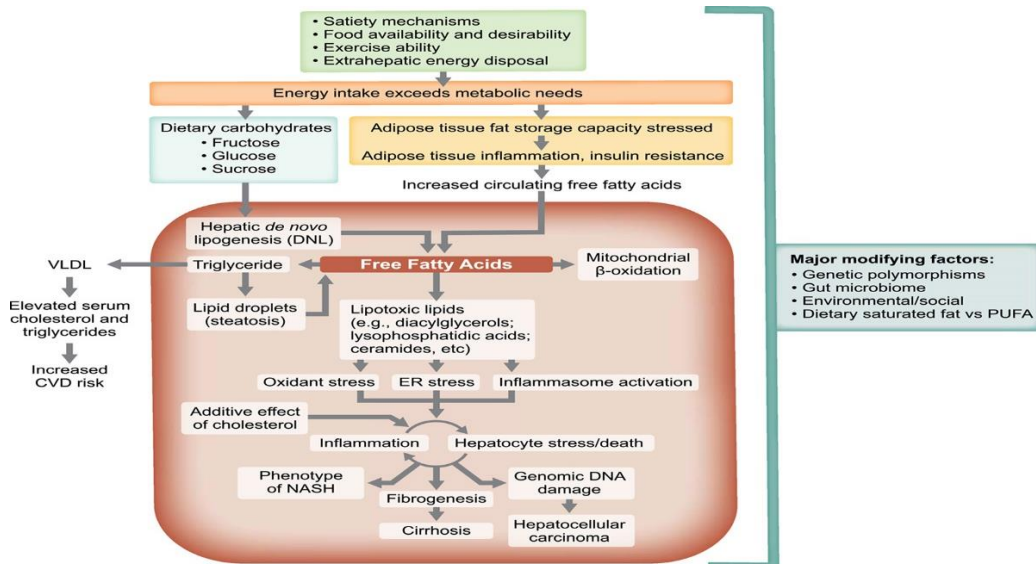 • Satiety mechanisms
• Food availability and desirability
• Exercise ability
• Extrahepatic energy disposal
Energy intake exceeds metabolic needs
Dietary carbohydrates
• Fructose
• Glucose
• Sucrose
Adipose tissue fat storage capacity stressed
Adipose tissue inflammation, insulin resistance
Increased circulating free fatty acids
Hepatic de novo
lipogenesis (DNL)
VLDL
Triglyceride
Free Fatty Acids
Mitochondrial
β-oxidation
Elevated serum
cholesterol and
triglycerides
Increased
CVD risk
Lipid droplets
(steatosis)
Lipotoxic lipids
(e.g., diacylglycerols;
lysophosphatidic acids;
ceramides, etc)
Oxidant stress
ER stress
Inflammasome activation
Additive effect
of cholesterol
Inflammation
Hepatocyte stress/death
Phenotype
of NASH
Fibrogenesis
Cirrhosis
Genomic DNA
damage
Hepatocellular
carcinoma
Major modifying factors:
• Genetic polymorphisms
• Gut microbiome
• Environmental/social
• Dietary saturated fat vs PUFA